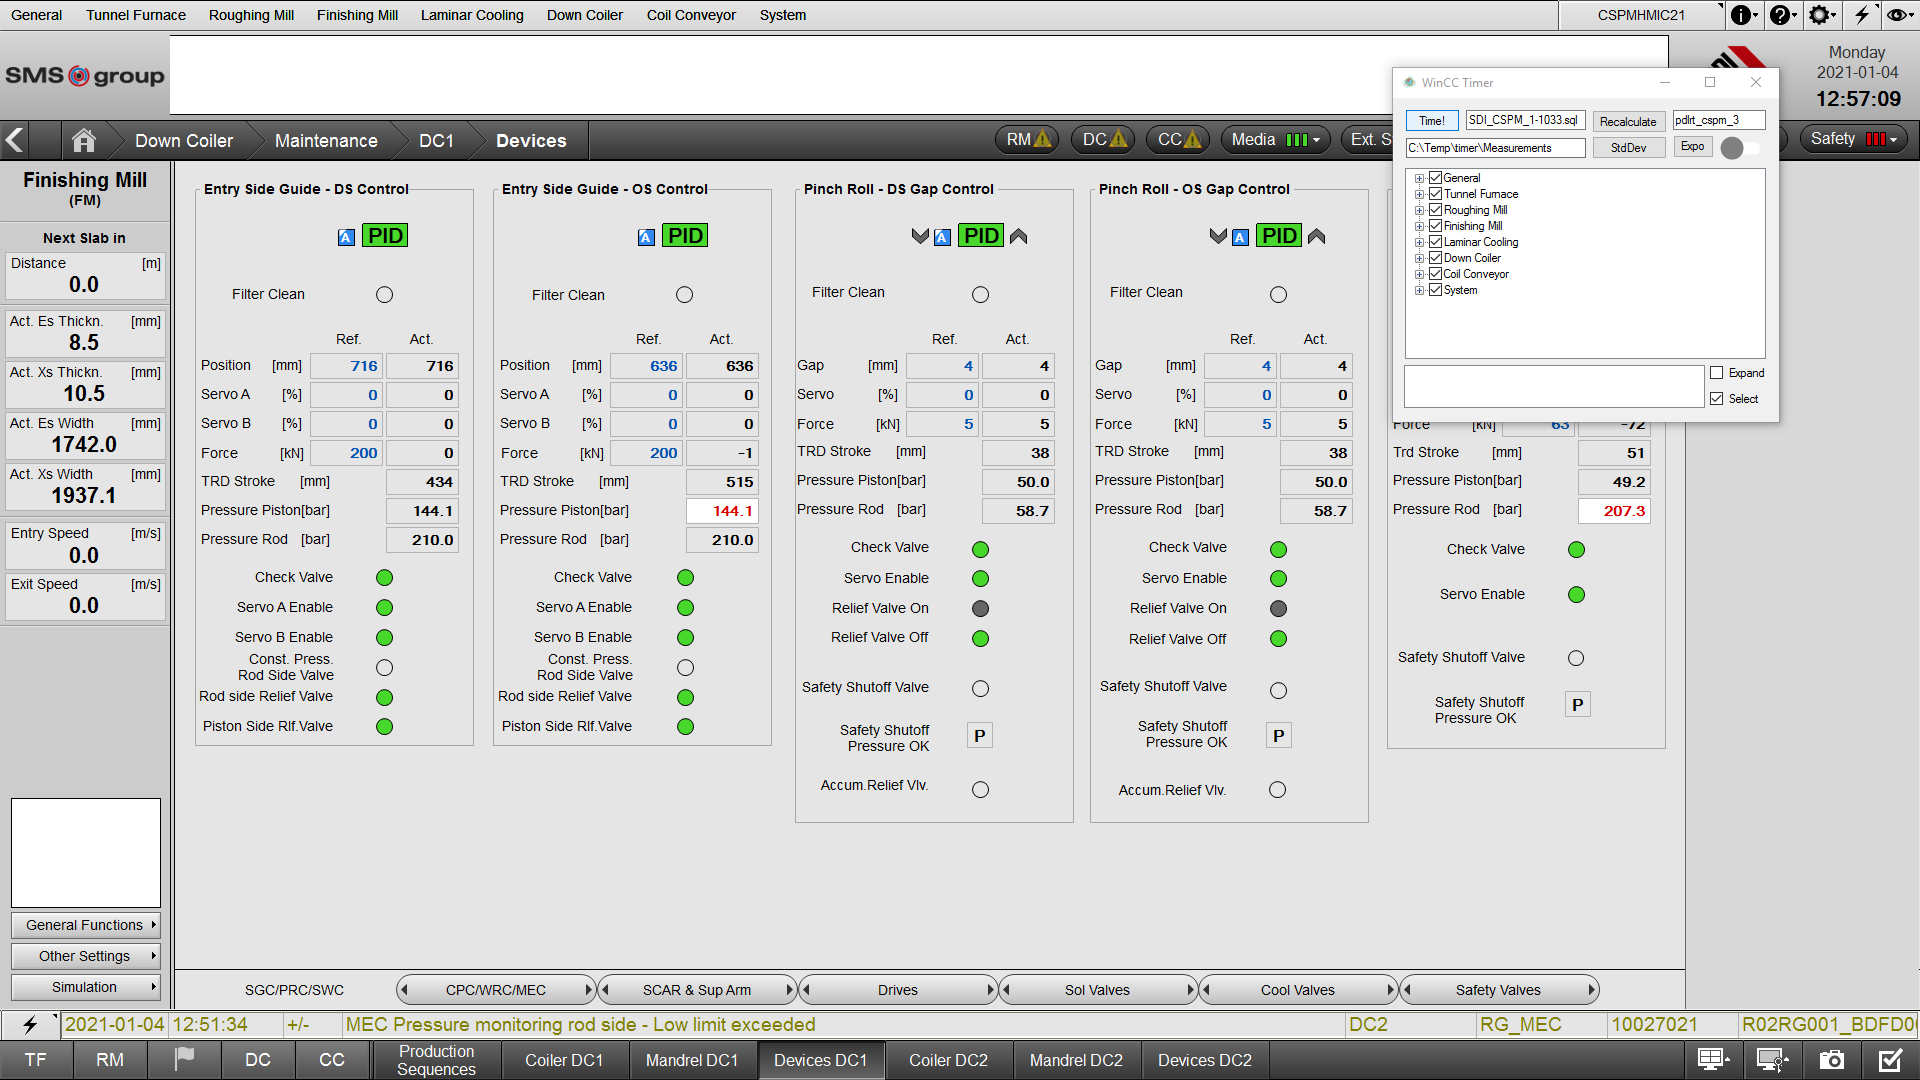 General Tunnel Furnace Roughing Mill Finishing Mill Laminar Cooling Down Coiler Coil Conveyor System CSPMHMIC21
SMS group
Monday
2021-01-04
12:57:09
Down Coiler Maintenance DC1 Devices RM DC CC Media Ext. S Safety
WinCC Timer
Time! SDI_CSPM_1-1033.sql Recalculate pdlrt_cspm_3
C:\Temp\timer\Measurements StdDev Expo
General
Tunnel Furnace
Roughing Mill
Finishing Mill
Laminar Cooling
Down Coiler
Coil Conveyor
System
Expand
Select
Finishing Mill
(FM)
Next Slab in
Distance [m]
0.0
Act. Es Thickn. [mm]
8.5
Act. Xs Thickn. [mm]
10.5
Act. Es Width [mm]
1742.0
Act. Xs Width [mm]
1937.1
Entry Speed [m/s]
0.0
Exit Speed [m/s]
0.0
General Functions
Other Settings
Simulation
Entry Side Guide - DS Control
A PID
Filter Clean
Ref. Act.
Position [mm] 716 716
Servo A [%] 0 0
Servo B [%] 0 0
Force [kN] 200 0
TRD Stroke [mm] 434
Pressure Piston[bar] 144.1
Pressure Rod [bar] 210.0
Check Valve
Servo A Enable
Servo B Enable
Const. Press.
Rod Side Valve
Rod side Relief Valve
Piston Side Rlf.Valve
Entry Side Guide - OS Control
A PID
Filter Clean
Ref. Act.
Position [mm] 636 636
Servo A [%] 0 0
Servo B [%] 0 0
Force [kN] 200 -1
TRD Stroke [mm] 515
Pressure Piston[bar] 144.1
Pressure Rod [bar] 210.0
Check Valve
Servo A Enable
Servo B Enable
Const. Press.
Rod Side Valve
Rod side Relief Valve
Piston Side Rlf.Valve
Pinch Roll - DS Gap Control
A PID
Filter Clean
Ref. Act.
Gap [mm] 4 4
Servo [%] 0 0
Force [kN] 5 5
TRD Stroke [mm] 38
Pressure Piston[bar] 50.0
Pressure Rod [bar] 58.7
Check Valve
Servo Enable
Relief Valve On
Relief Valve Off
Safety Shutoff Valve
Safety Shutoff
Pressure OK P
Accum.Relief Vlv.
Pinch Roll - OS Gap Control
A PID
Filter Clean
Ref. Act.
Gap [mm] 4 4
Servo [%] 0 0
Force [kN] 5 5
TRD Stroke [mm] 38
Pressure Piston[bar] 50.0
Pressure Rod [bar] 58.7
Check Valve
Servo Enable
Relief Valve On
Relief Valve Off
Safety Shutoff Valve
Safety Shutoff
Pressure OK P
Accum.Relief Vlv.
Force [kN] 63 -72
Trd Stroke [mm] 51
Pressure Piston[bar] 49.2
Pressure Rod [bar] 207.3
Check Valve
Servo Enable
Safety Shutoff Valve
Safety Shutoff
Pressure OK P
SGC/PRC/SWC CPC/WRC/MEC SCAR & Sup Arm Drives Sol Valves Cool Valves Safety Valves
2021-01-04 12:51:34 +/- MEC Pressure monitoring rod side - Low limit exceeded DC2 RG_MEC 10027021 R02RG001_BDFD0
TF RM DC CC Production Sequences Coiler DC1 Mandrel DC1 Devices DC1 Coiler DC2 Mandrel DC2 Devices DC2